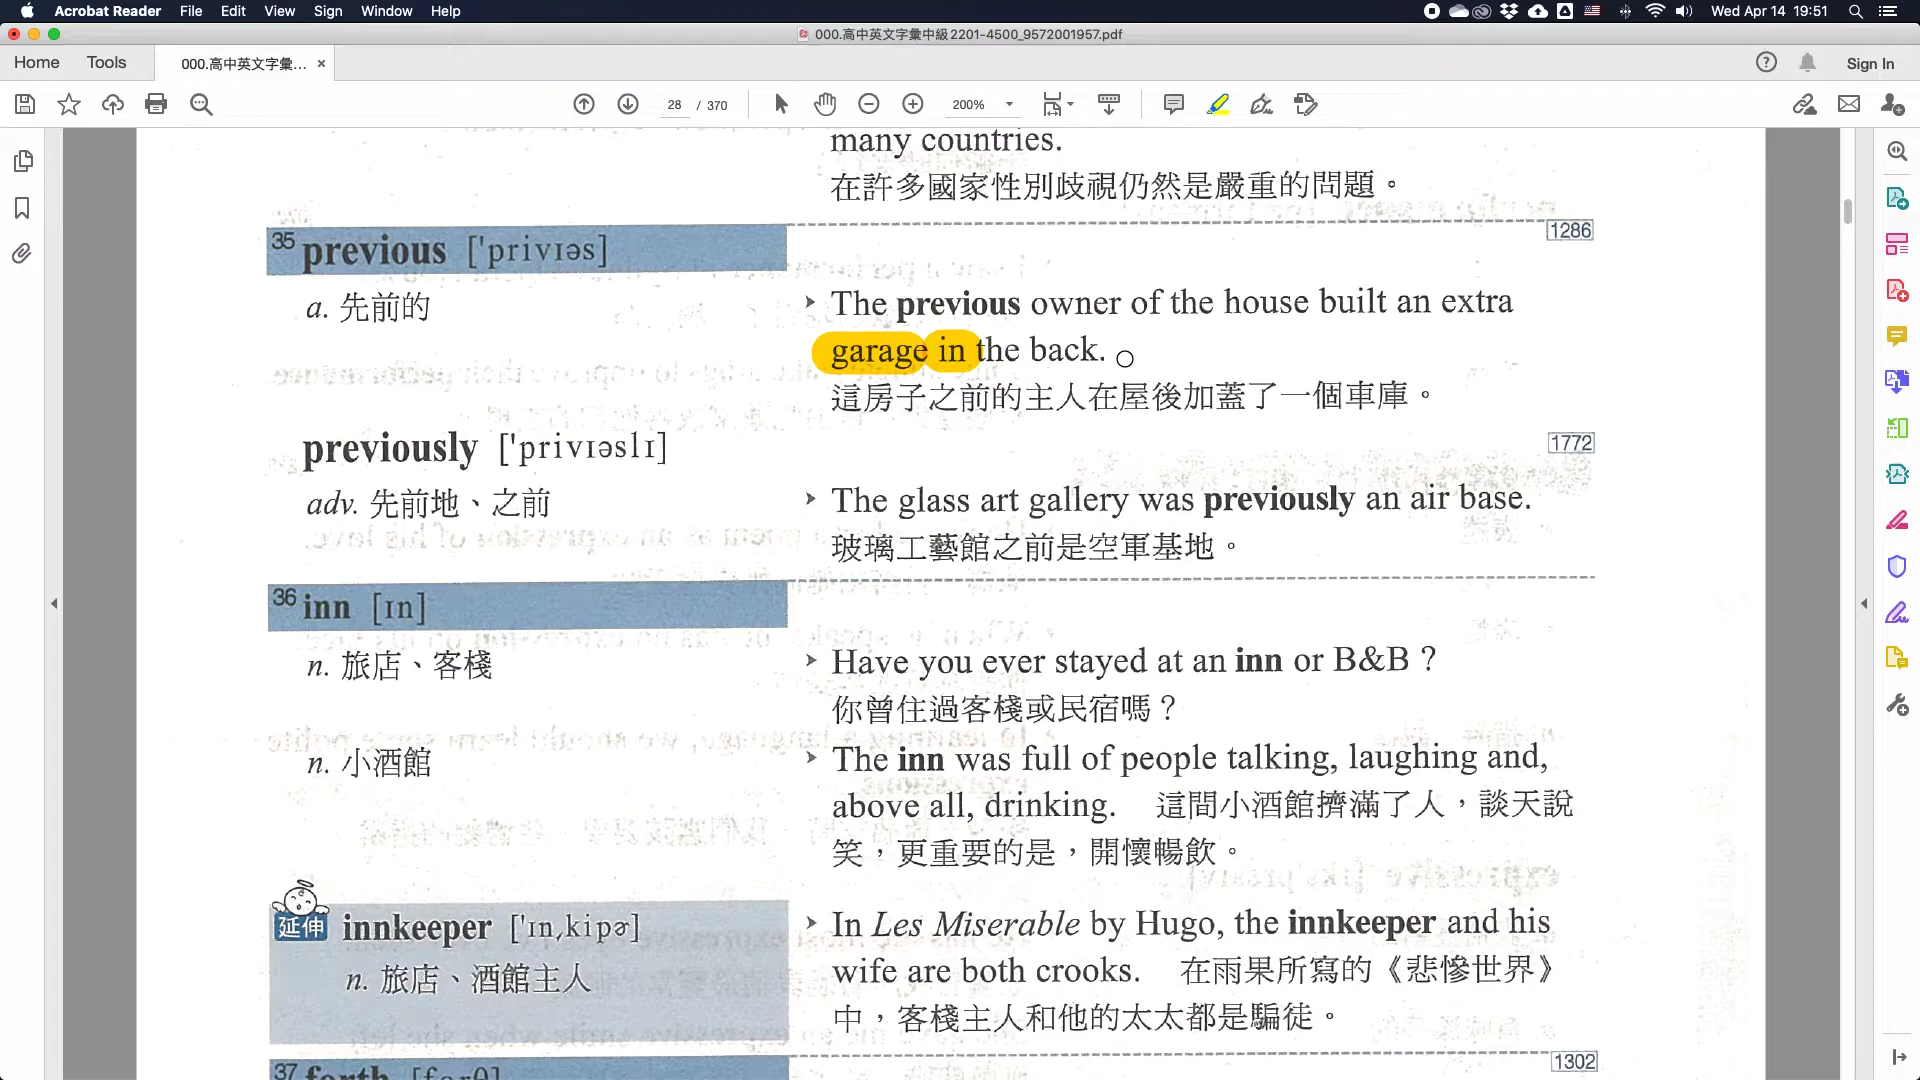 Acrobat Reader File Edit View Sign Window Help
Wed Apr 14 19:51
000.高中英文字彙中級2201-4500_9572001957.pdf
Home Tools 000.高中英文字彙... × Sign In
28 / 370 200%
many countries.
在許多國家性別歧視仍然是嚴重的問題。
35 previous [ˈprivɪəs] 1286
a. 先前的
The previous owner of the house built an extra
garage in the back.
這房子之前的主人在屋後加蓋了一個車庫。
previously [ˈprivɪəslɪ] 1772
adv. 先前地、之前
The glass art gallery was previously an air base.
玻璃工藝館之前是空軍基地。
36 inn [ɪn]
n. 旅店、客棧
Have you ever stayed at an inn or B&B？
你曾住過客棧或民宿嗎？
n. 小酒館
The inn was full of people talking, laughing and,
above all, drinking. 這間小酒館擠滿了人，談天說
笑，更重要的是，開懷暢飲。
延伸 innkeeper [ˈɪnˌkipɚ]
n. 旅店、酒館主人
In Les Miserable by Hugo, the innkeeper and his
wife are both crooks. 在雨果所寫的《悲慘世界》
中，客棧主人和他的太太都是騙徒。
37 forth [forθ] 1302